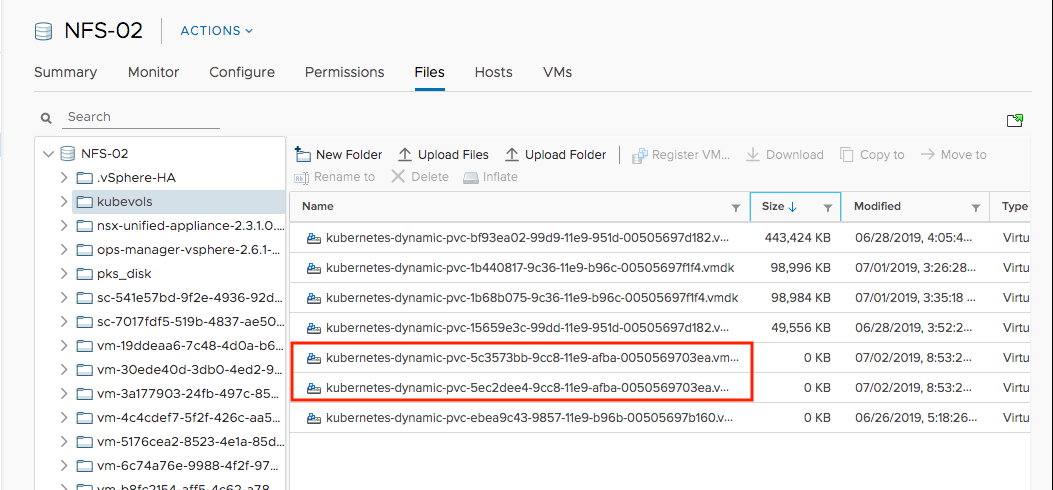 NFS-02 ACTIONS
Summary Monitor Configure Permissions Files Hosts VMs
Search
NFS-02
.vSphere-HA
kubevols
nsx-unified-appliance-2.3.1.0...
ops-manager-vsphere-2.6.1-...
pks_disk
sc-541e57bd-9f2e-4936-92d...
sc-7017fdf5-519b-4837-ae50...
vm-19ddeaa6-7c48-4d0a-b6...
vm-30ede40d-3db0-4ed2-9...
vm-3a177903-24fb-497c-85...
vm-4c4cdef7-5f2f-426c-aa5...
vm-5176cea2-8523-4e1a-85d...
vm-6c74a76e-9988-4f2f-97...
vm-b8fc2154-aff5-4c62-a78...
New Folder Upload Files Upload Folder Register VM... Download Copy to Move to
Rename to Delete Inflate
Name Size Modified Type
kubernetes-dynamic-pvc-bf93ea02-99d9-11e9-951d-00505697d182.v... 443,424 KB 06/28/2019, 4:05:4... Virtu
kubernetes-dynamic-pvc-1b440817-9c36-11e9-b96c-00505697f1f4.vmdk 98,996 KB 07/01/2019, 3:26:28... Virtu
kubernetes-dynamic-pvc-1b68b075-9c36-11e9-b96c-00505697f1f4.vmdk 98,984 KB 07/01/2019, 3:35:18 ... Virtu
kubernetes-dynamic-pvc-15659e3c-99dd-11e9-951d-00505697d182.v... 49,556 KB 06/28/2019, 3:52:2... Virtu
kubernetes-dynamic-pvc-5c3573bb-9cc8-11e9-afba-0050569703ea.vm... 0 KB 07/02/2019, 8:53:2... Virtu
kubernetes-dynamic-pvc-5ec2dee4-9cc8-11e9-afba-0050569703ea.v... 0 KB 07/02/2019, 8:53:2... Virtu
kubernetes-dynamic-pvc-ebea9c43-9857-11e9-b96b-00505697b160.v... 0 KB 06/26/2019, 5:18:26... Virtu